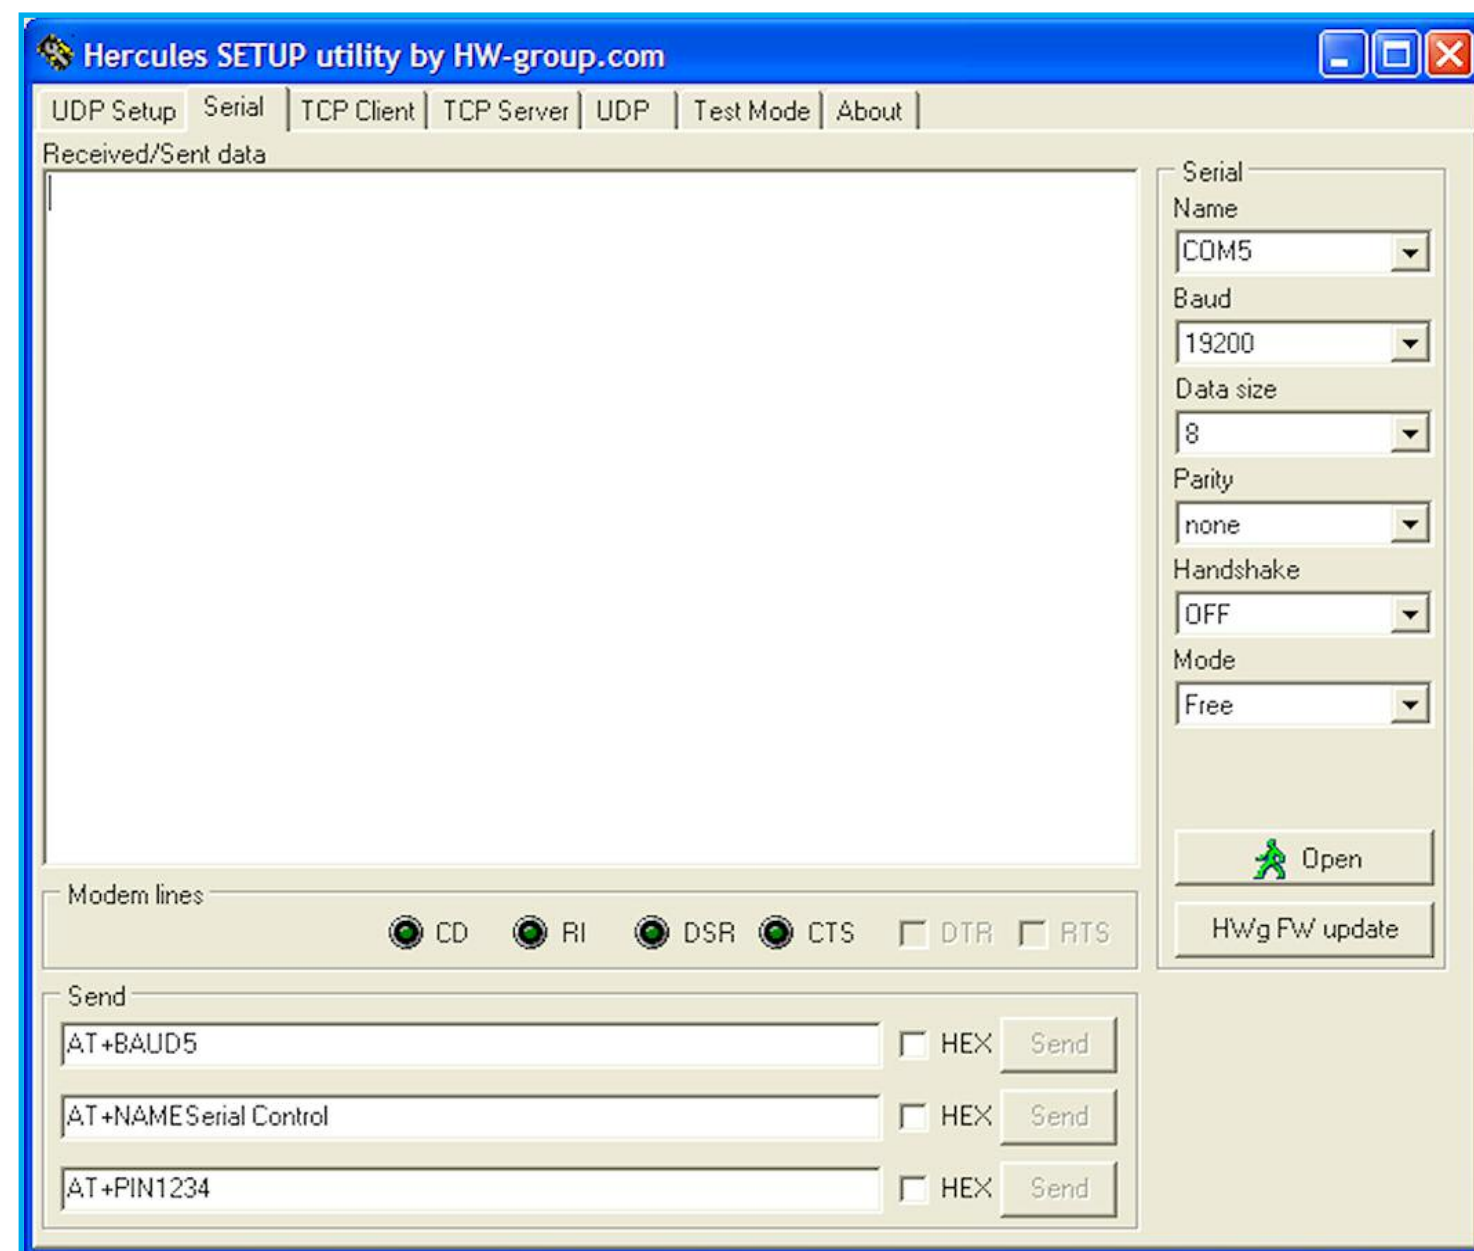 Hercules SETUP utility by HW-group.com
UDP Setup Serial TCP Client TCP Server UDP Test Mode About
Received/Sent data
Serial
Name
COM5
Baud
19200
Data size
8
Parity
none
Handshake
OFF
Mode
Free
Open
HWg FW update
Modem lines
CD RI DSR CTS DTR RTS
Send
AT+BAUD5 HEX Send
AT+NAMESerial Control HEX Send
AT+PIN1234 HEX Send